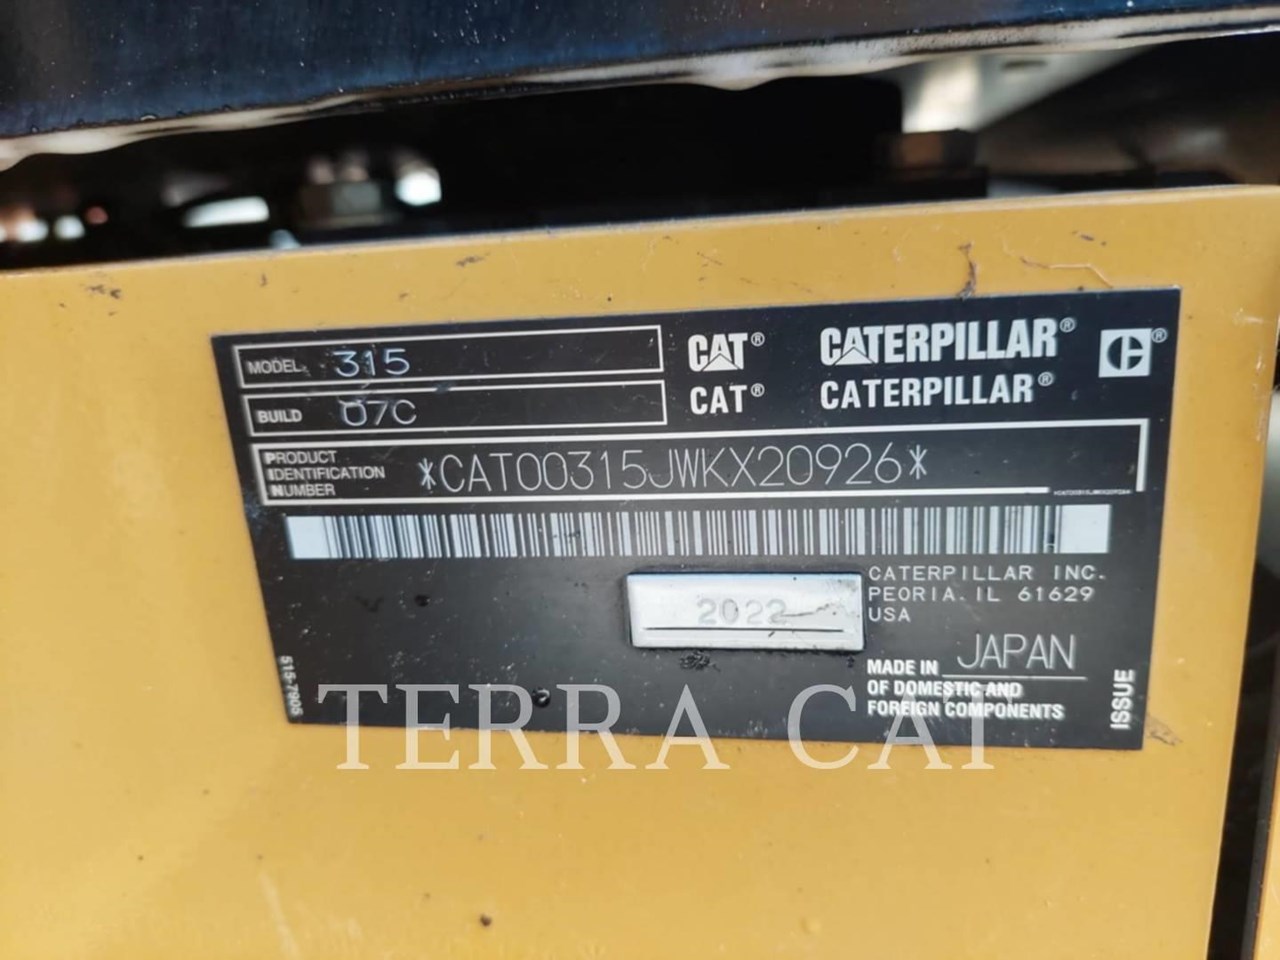 MODEL 315
BUILD 07C
CAT® CATERPILLAR® C®
CAT® CATERPILLAR®
PRODUCT
IDENTIFICATION
NUMBER
*CAT00315JWKX20926*
*CAT00315JWKX20926*
2022
CATERPILLAR INC.
PEORIA. IL 61629
USA
MADE IN JAPAN
OF DOMESTIC AND
FOREIGN COMPONENTS
ISSUE
515-7905
TERRA CAT